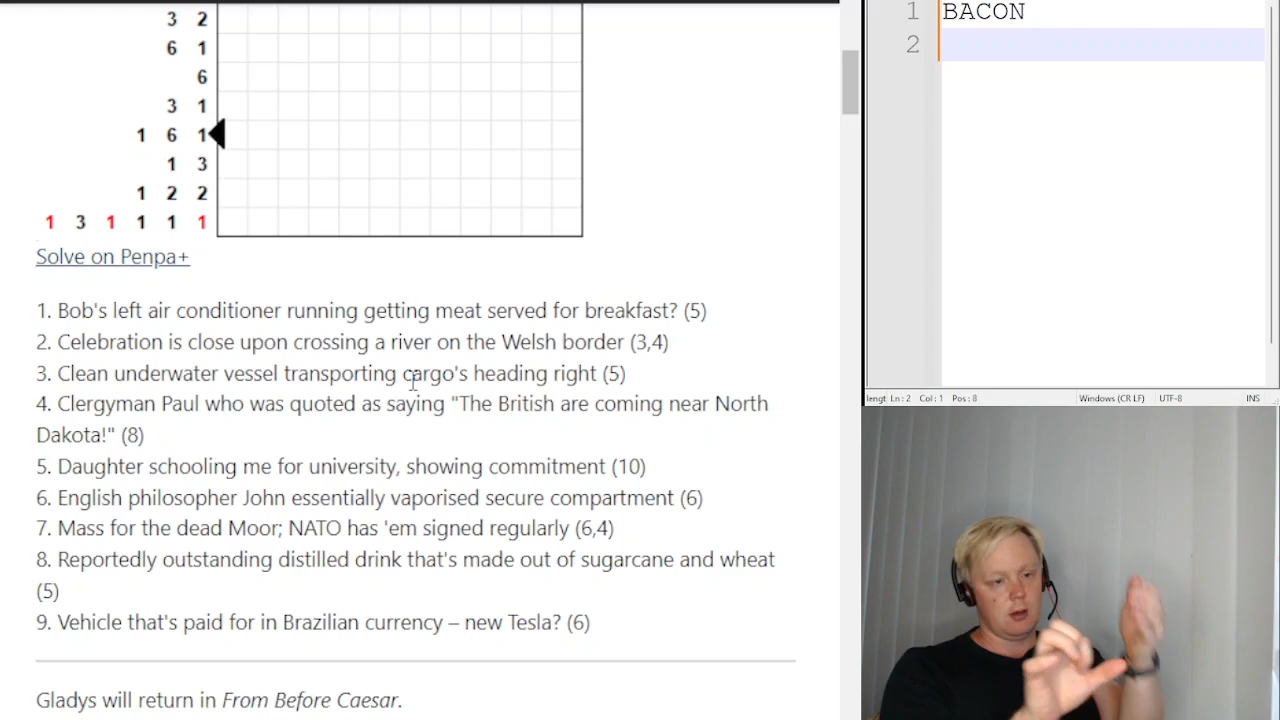 3 2
6 1
6
3 1
1 6 1
1 3
1 2 2
1 3 1 1 1 1
Solve on Penpa+
1. Bob's left air conditioner running getting meat served for breakfast? (5)
2. Celebration is close upon crossing a river on the Welsh border (3,4)
3. Clean underwater vessel transporting cargo's heading right (5)
4. Clergyman Paul who was quoted as saying "The British are coming near North
Dakota!" (8)
5. Daughter schooling me for university, showing commitment (10)
6. English philosopher John essentially vaporised secure compartment (6)
7. Mass for the dead Moor; NATO has 'em signed regularly (6,4)
8. Reportedly outstanding distilled drink that's made out of sugarcane and wheat
(5)
9. Vehicle that's paid for in Brazilian currency – new Tesla? (6)
Gladys will return in From Before Caesar.
1 BACON
2
lengt Ln: 2 Col: 1 Pos: 8 Windows (CR LF) UTF-8 INS